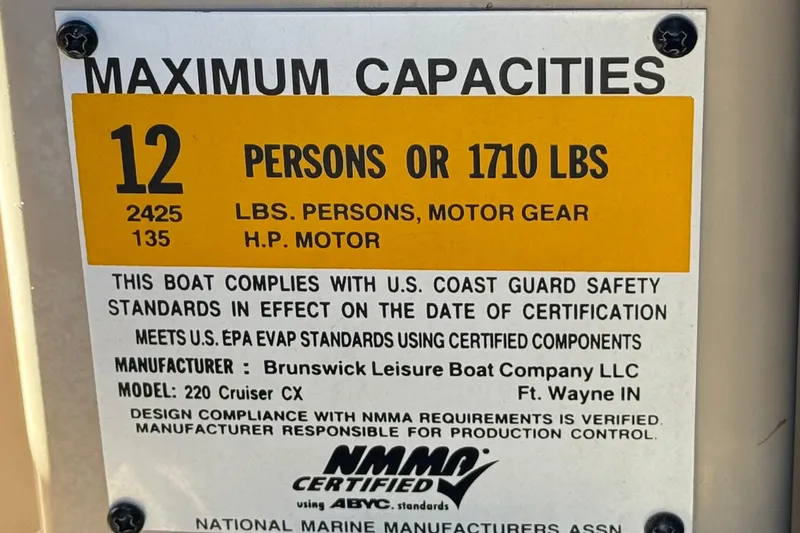 MAXIMUM CAPACITIES
12 PERSONS OR 1710 LBS
2425 LBS. PERSONS, MOTOR GEAR
135 H.P. MOTOR
THIS BOAT COMPLIES WITH U.S. COAST GUARD SAFETY
STANDARDS IN EFFECT ON THE DATE OF CERTIFICATION
MEETS U.S. EPA EVAP STANDARDS USING CERTIFIED COMPONENTS
MANUFACTURER : Brunswick Leisure Boat Company LLC
MODEL: 220 Cruiser CX Ft. Wayne IN
DESIGN COMPLIANCE WITH NMMA REQUIREMENTS IS VERIFIED.
MANUFACTURER RESPONSIBLE FOR PRODUCTION CONTROL.
NMMA
CERTIFIED
using ABYC. standards
NATIONAL MARINE MANUFACTURERS ASSN